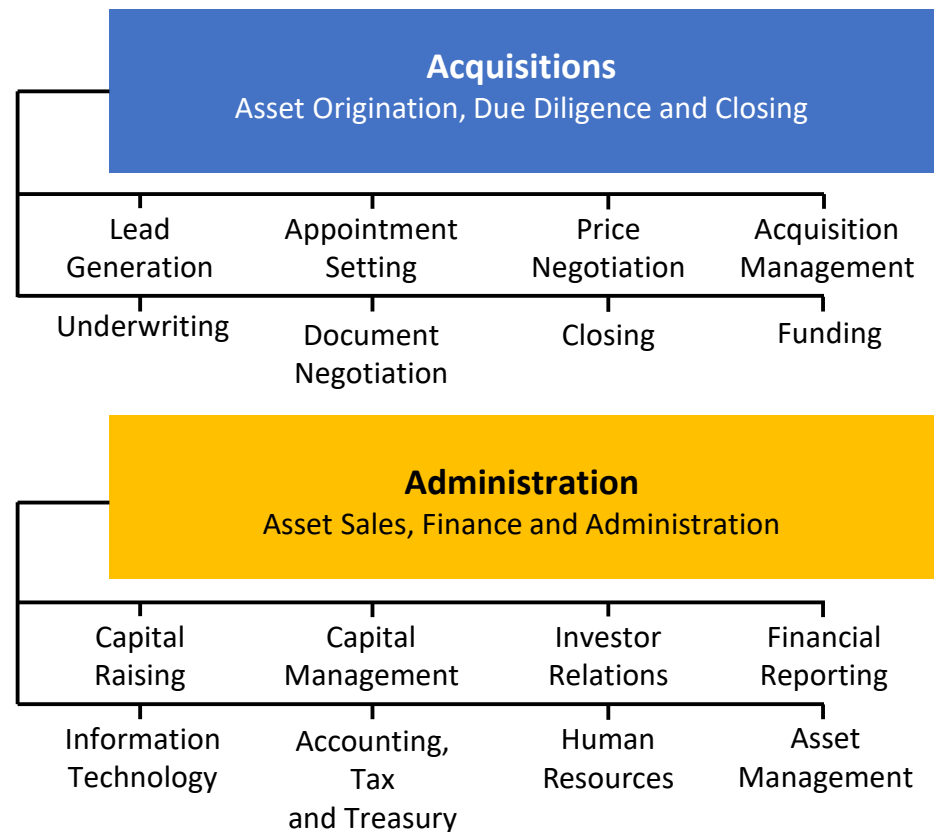 Acquisitions
Asset Origination, Due Diligence and Closing
Lead
Generation
Appointment
Setting
Price
Negotiation
Acquisition
Management
Underwriting
Document
Negotiation
Closing
Funding
Administration
Asset Sales, Finance and Administration
Capital
Raising
Capital
Management
Investor
Relations
Financial
Reporting
Information
Technology
Accounting,
Tax
and Treasury
Human
Resources
Asset
Management